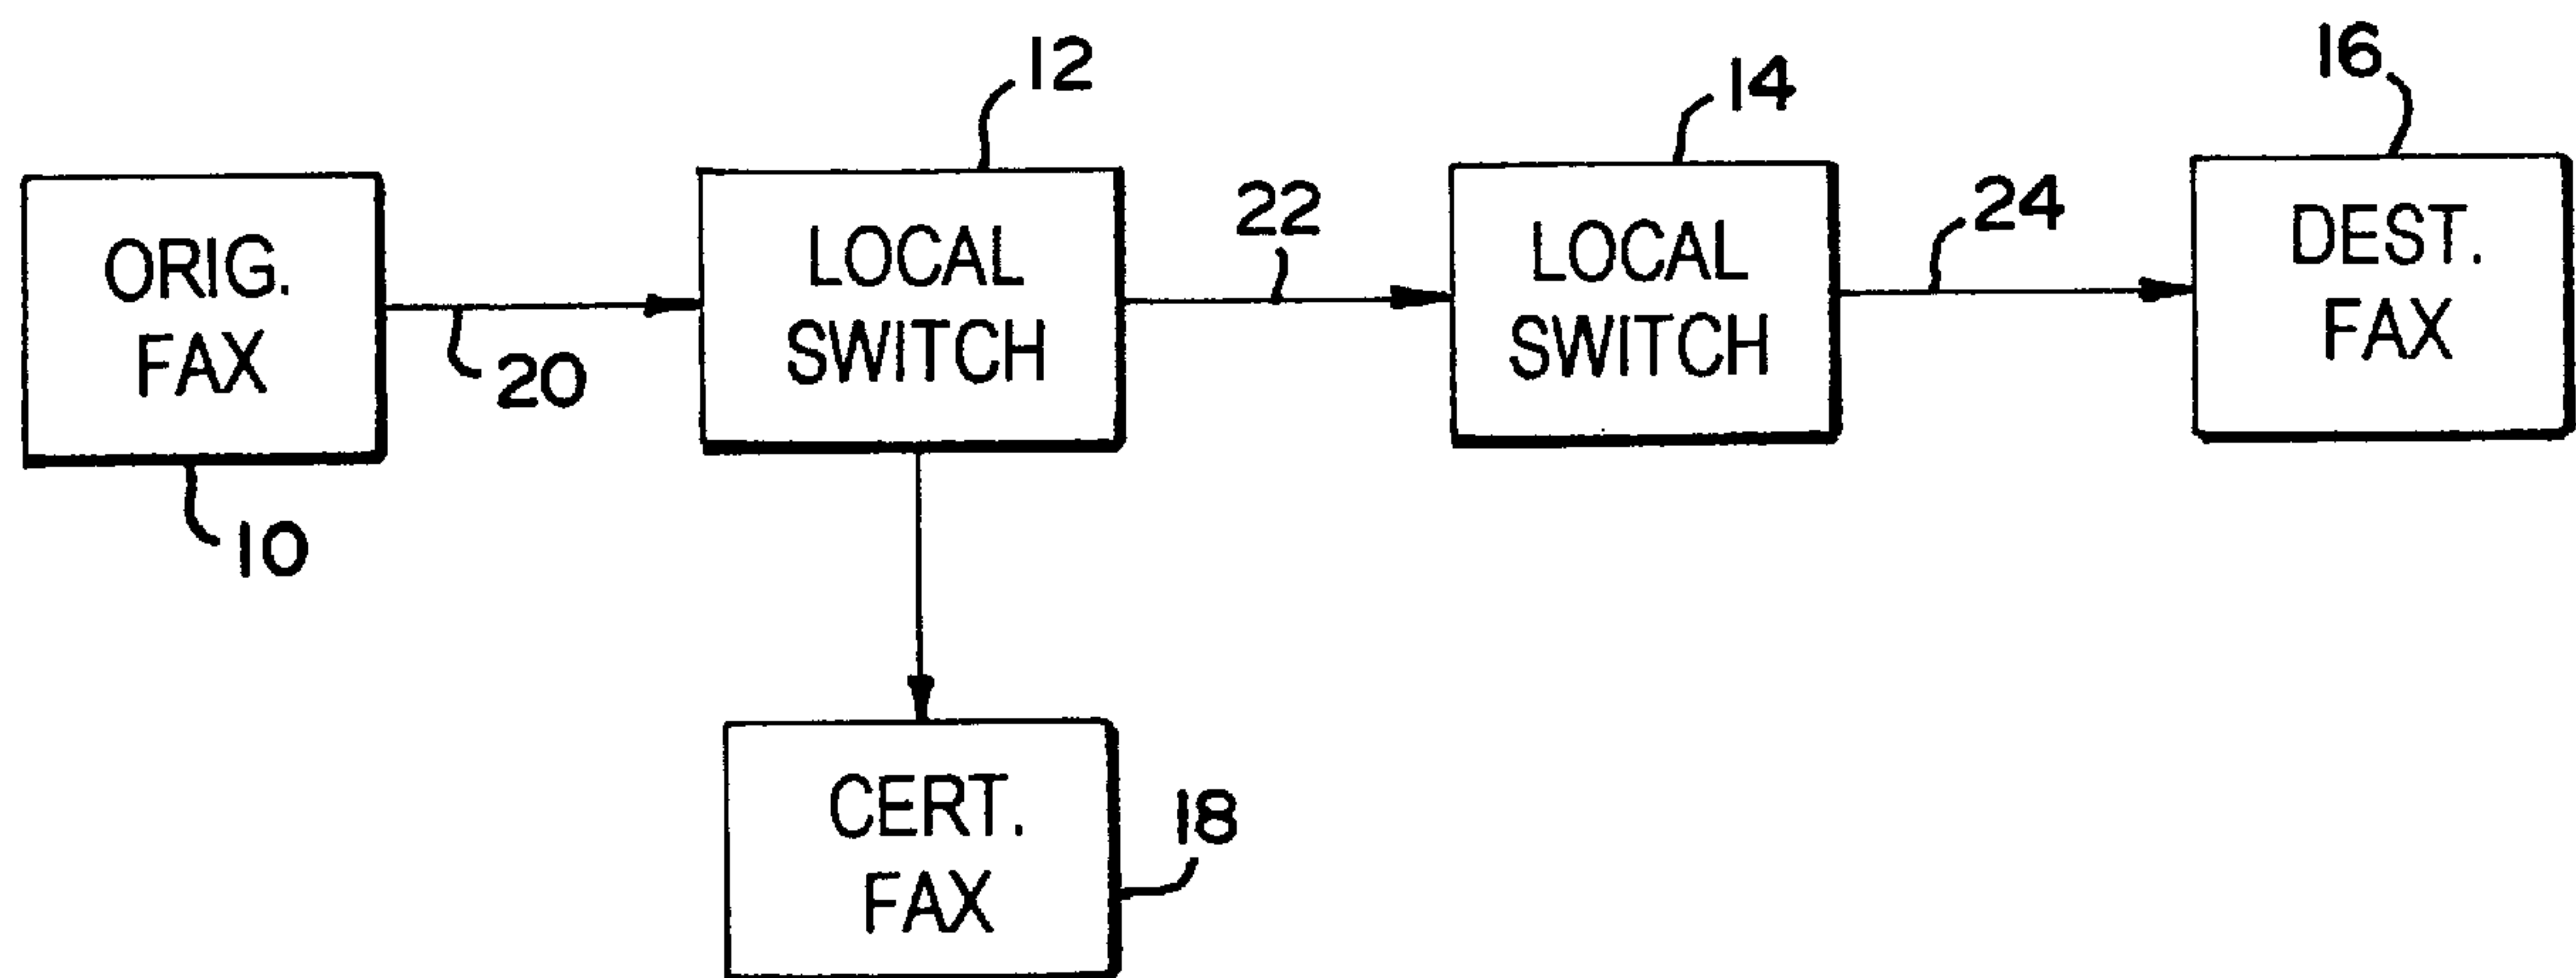 12
14
16
ORIG.
FAX
LOCAL
SWITCH
22
LOCAL
SWITCH
24
DEST.
FAX
20
10
CERT.
FAX
18